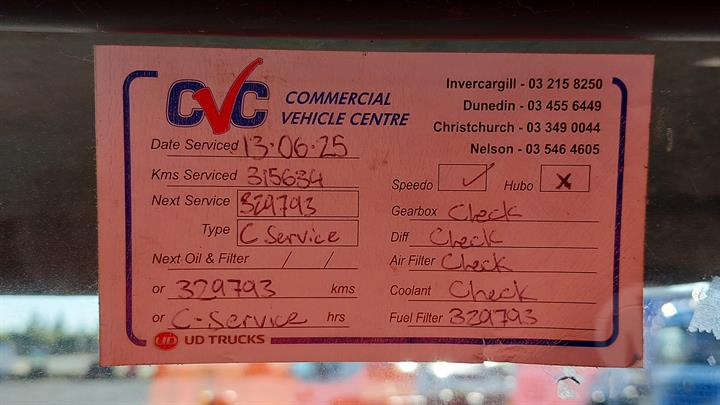 CVC COMMERCIAL
VEHICLE CENTRE
Invercargill - 03 215 8250
Dunedin - 03 455 6449
Christchurch - 03 349 0044
Nelson - 03 546 4605
Date Serviced 13·06·25
Kms Serviced 315634
Next Service 329793
Type C Service
Next Oil & Filter / /
or 329793 kms
or C-Service hrs
UD UD TRUCKS
Speedo ✓ Hubo x
Gearbox Check
Diff Check
Air Filter Check
Coolant Check
Fuel Filter 329793